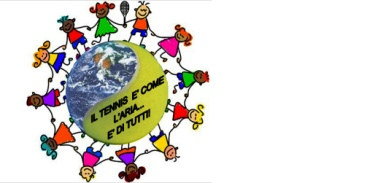 IL TENNIS E' COME
L'ARIA...
E' DI TUTTI!